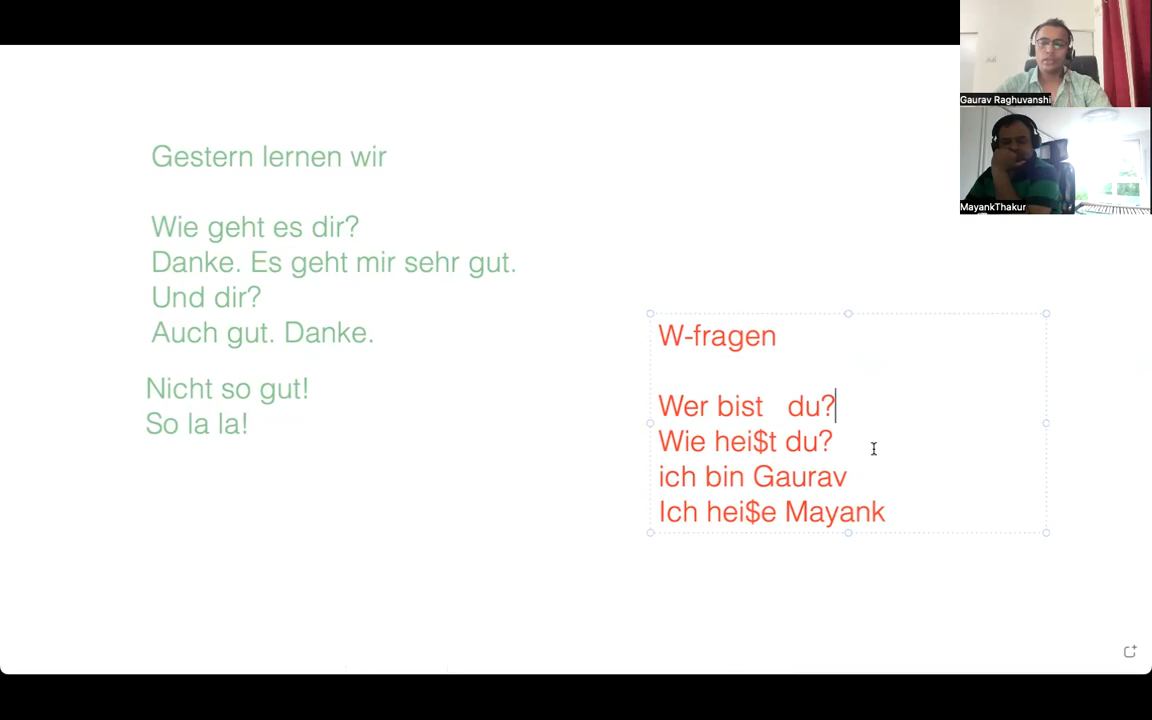 Gestern lernen wir
Wie geht es dir?
Danke. Es geht mir sehr gut.
Und dir?
Auch gut. Danke.
Nicht so gut!
So la la!
W-fragen
Wer bist du?
Wie hei$t du?
ich bin Gaurav
Ich hei$e Mayank
Gaurav Raghuvanshi
MayankThakur